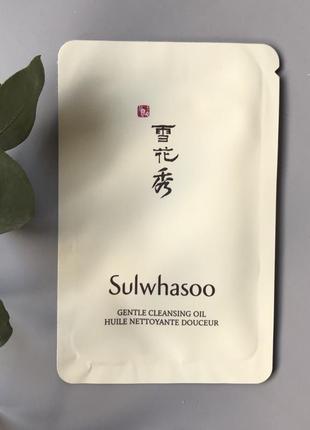 雪
花
秀
Sulwhasoo
GENTLE CLEANSING OIL
HUILE NETTOYANTE DOUCEUR